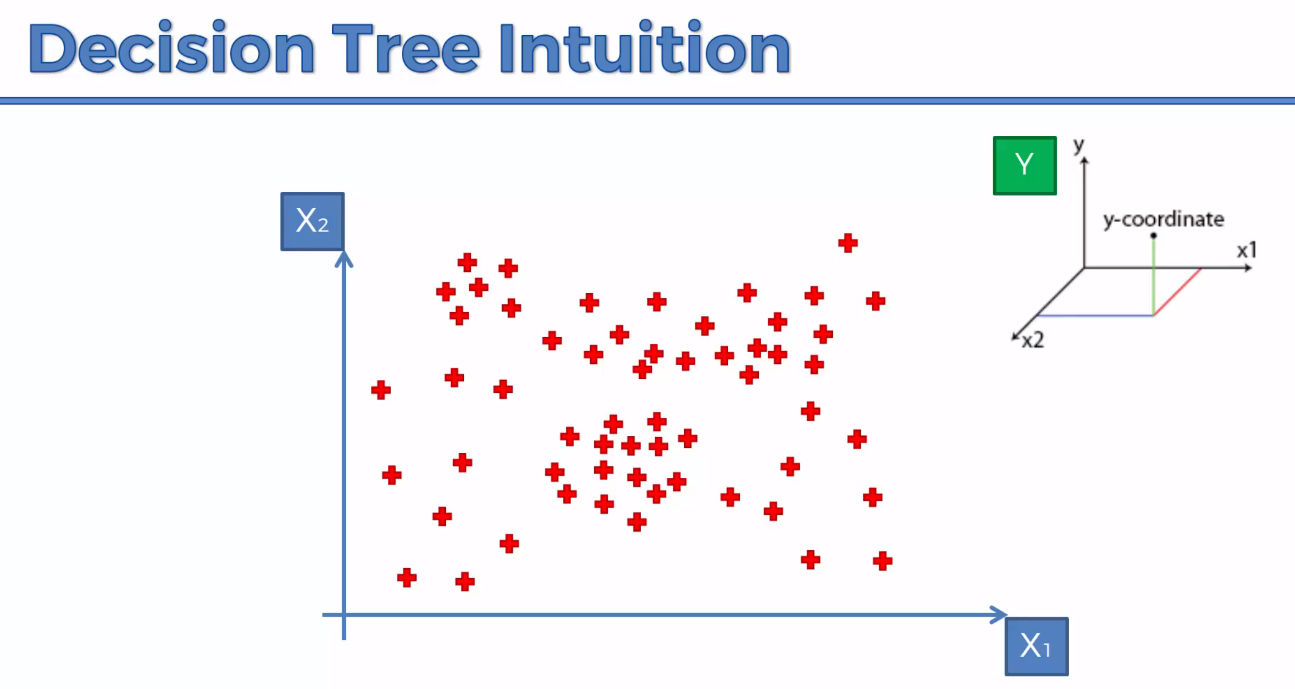 Decision Tree Intuition
Y
y
X2
y-coordinate
x1
x2
X1